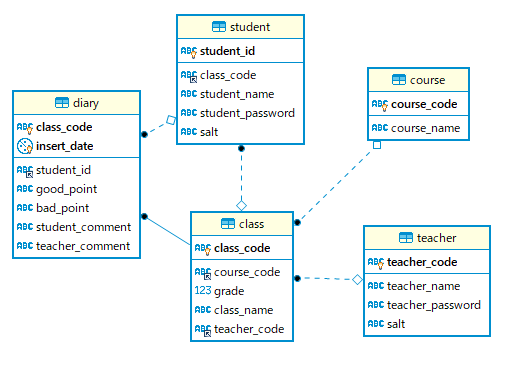 student
student_id
class_code
student_name
student_password
salt
diary
class_code
insert_date
student_id
good_point
bad_point
student_comment
teacher_comment
course
course_code
course_name
class
class_code
course_code
123 grade
class_name
teacher_code
teacher
teacher_code
teacher_name
teacher_password
salt